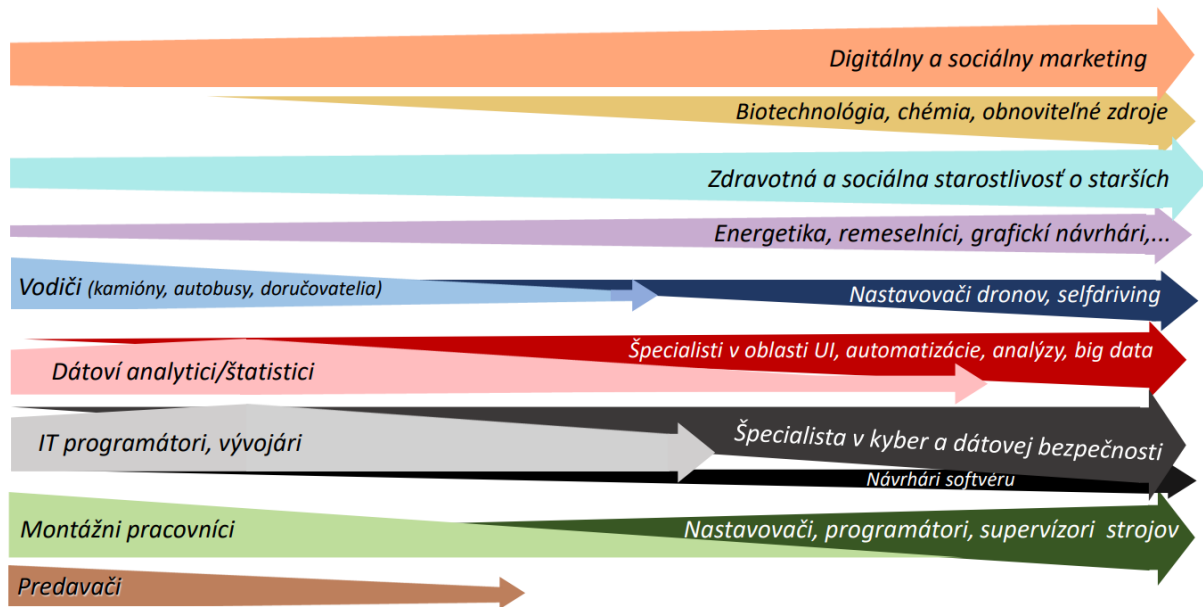 Digitálny a sociálny marketing
Biotechnológia, chémia, obnoviteľné zdroje
Zdravotná a sociálna starostlivosť o starších
Energetika, remeselníci, grafickí návrhári,...
Vodiči (kamióny, autobusy, doručovatelia)
Nastavovači dronov, selfdriving
Špecialisti v oblasti UI, automatizácie, analýzy, big data
Dátoví analytici/štatistici
IT programátori, vývojári
Špecialista v kyber a dátovej bezpečnosti
Návrhári softvéru
Montážni pracovníci
Nastavovači, programátori, supervízori strojov
Predavači